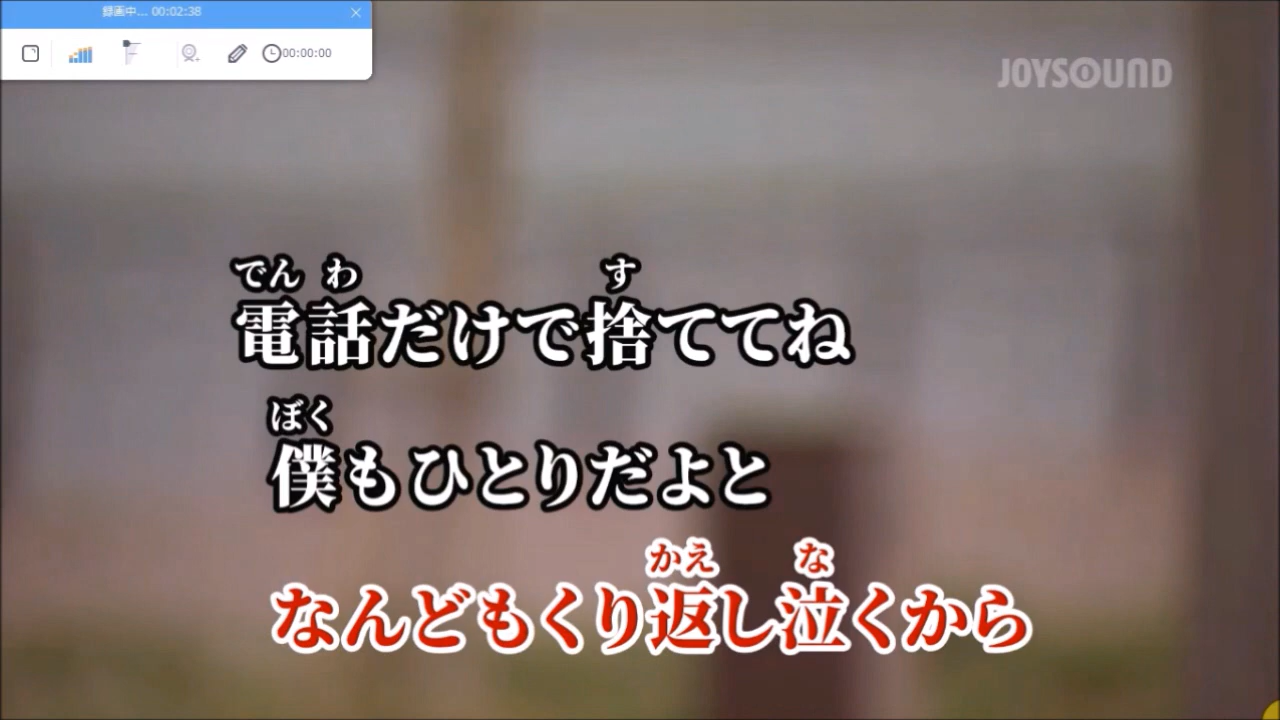 録画中... 00:02:38
00:00:00
JOYSOUND
でん わ す
電話だけで捨ててね
ぼく
僕もひとりだよと
かえ な
なんどもくり返し泣くから